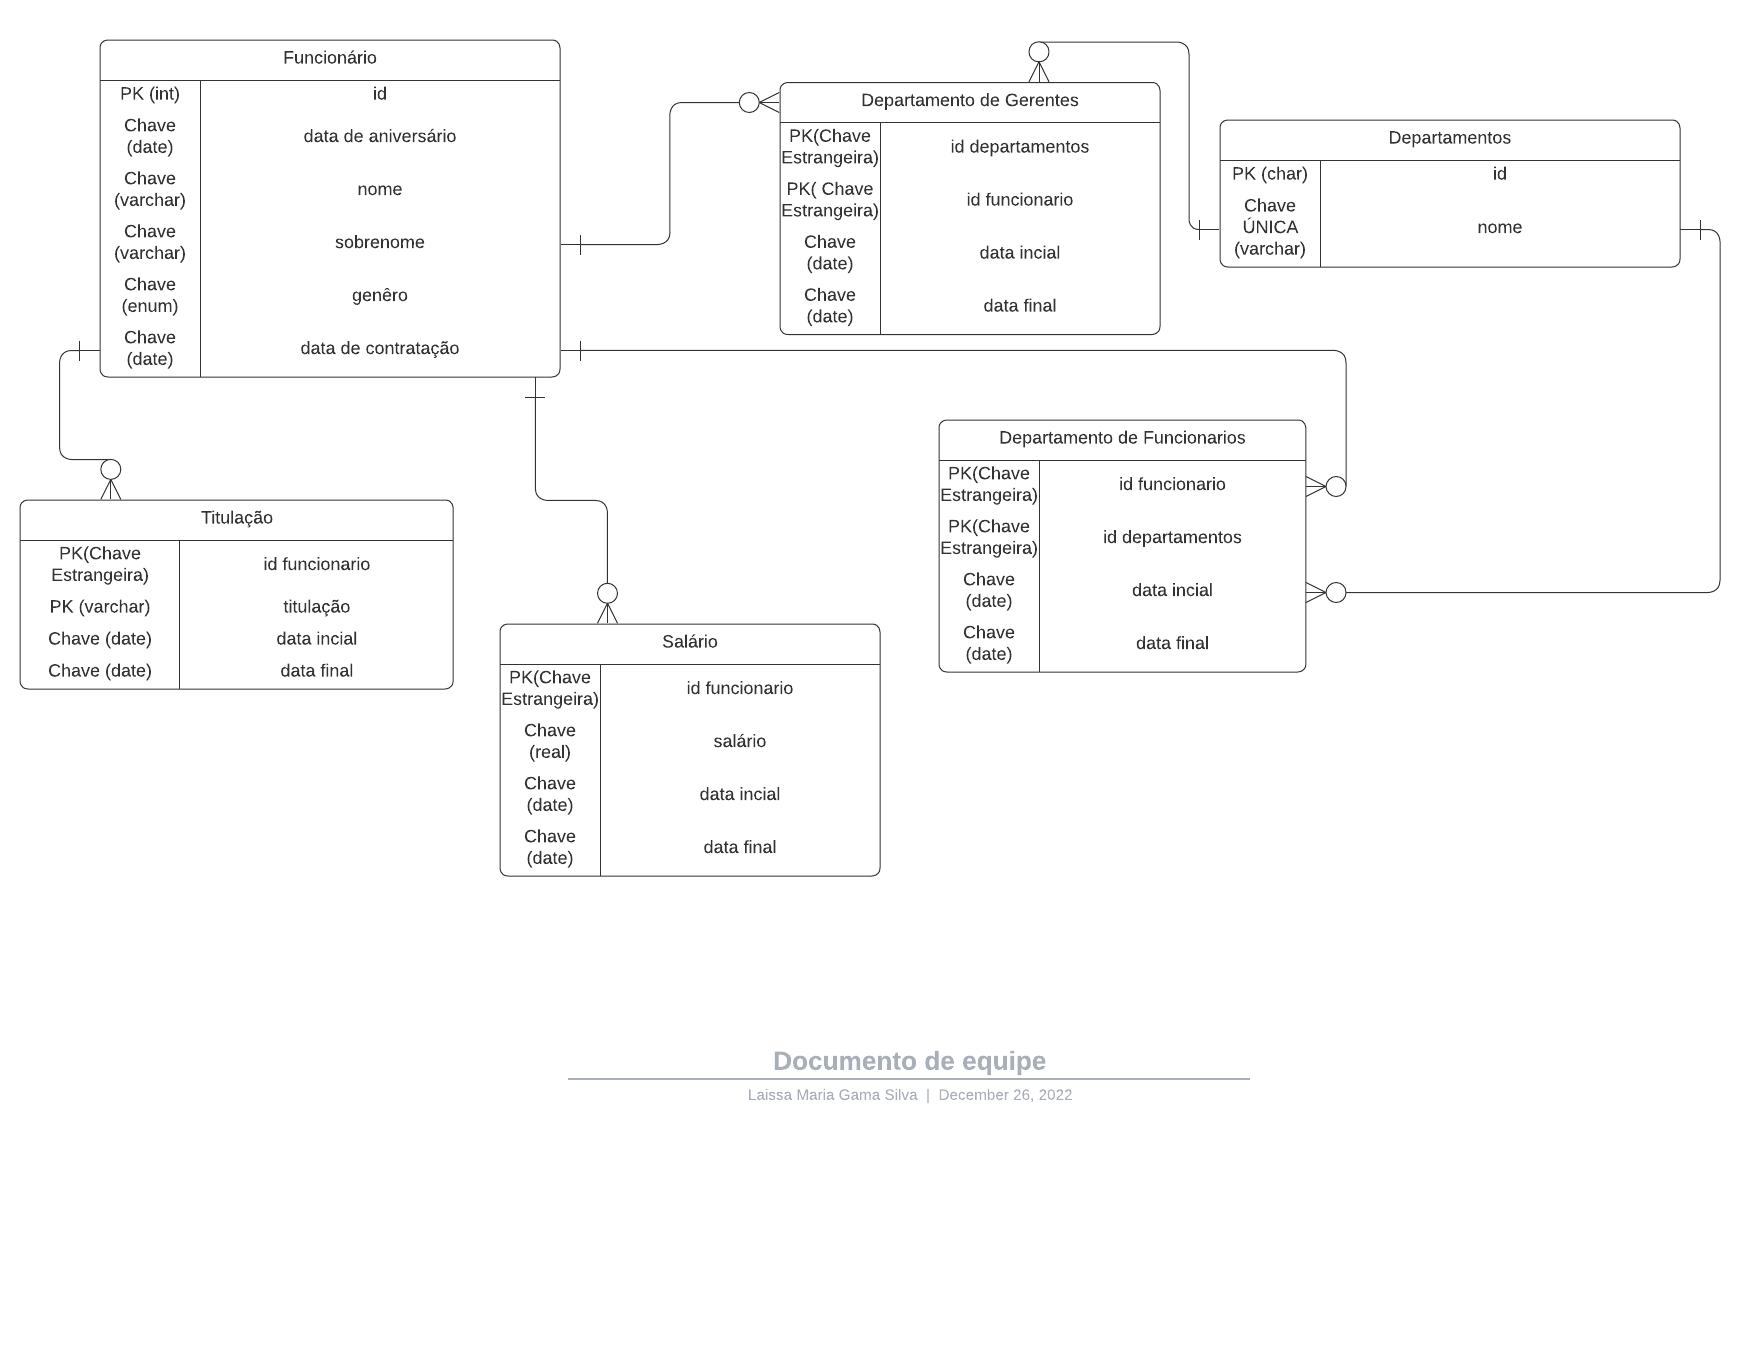 Funcionário
PK (int)
id
Chave
(date)
data de aniversário
Chave
(varchar)
nome
Chave
(varchar)
sobrenome
Chave
(enum)
genêro
Chave
(date)
data de contratação
Departamento de Gerentes
PK(Chave
Estrangeira)
id departamentos
PK( Chave
Estrangeira)
id funcionario
Chave
(date)
data incial
Chave
(date)
data final
Departamentos
PK (char)
id
Chave
ÚNICA
(varchar)
nome
Departamento de Funcionarios
PK(Chave
Estrangeira)
id funcionario
PK(Chave
Estrangeira)
id departamentos
Chave
(date)
data incial
Chave
(date)
data final
Titulação
PK(Chave
Estrangeira)
id funcionario
PK (varchar)
titulação
Chave (date)
data incial
Chave (date)
data final
Salário
PK(Chave
Estrangeira)
id funcionario
Chave
(real)
salário
Chave
(date)
data incial
Chave
(date)
data final
Documento de equipe
Laissa Maria Gama Silva | December 26, 2022